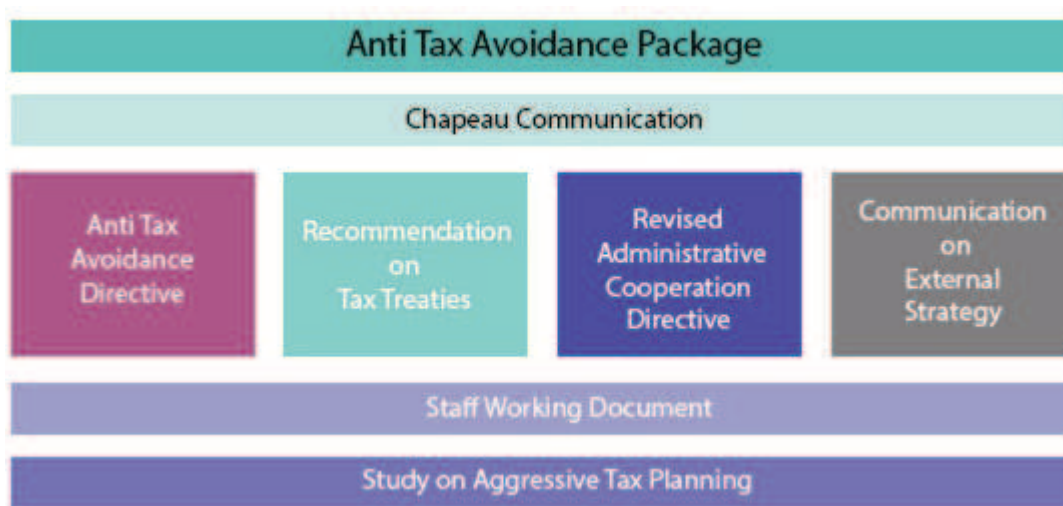 Anti Tax Avoidance Package
Chapeau Communication
Anti Tax
Avoidance
Directive
Recommendation
on
Tax Treaties
Revised
Administrative
Cooperation
Directive
Communication
on
External
Strategy
Staff Working Document
Study on Aggressive Tax Planning